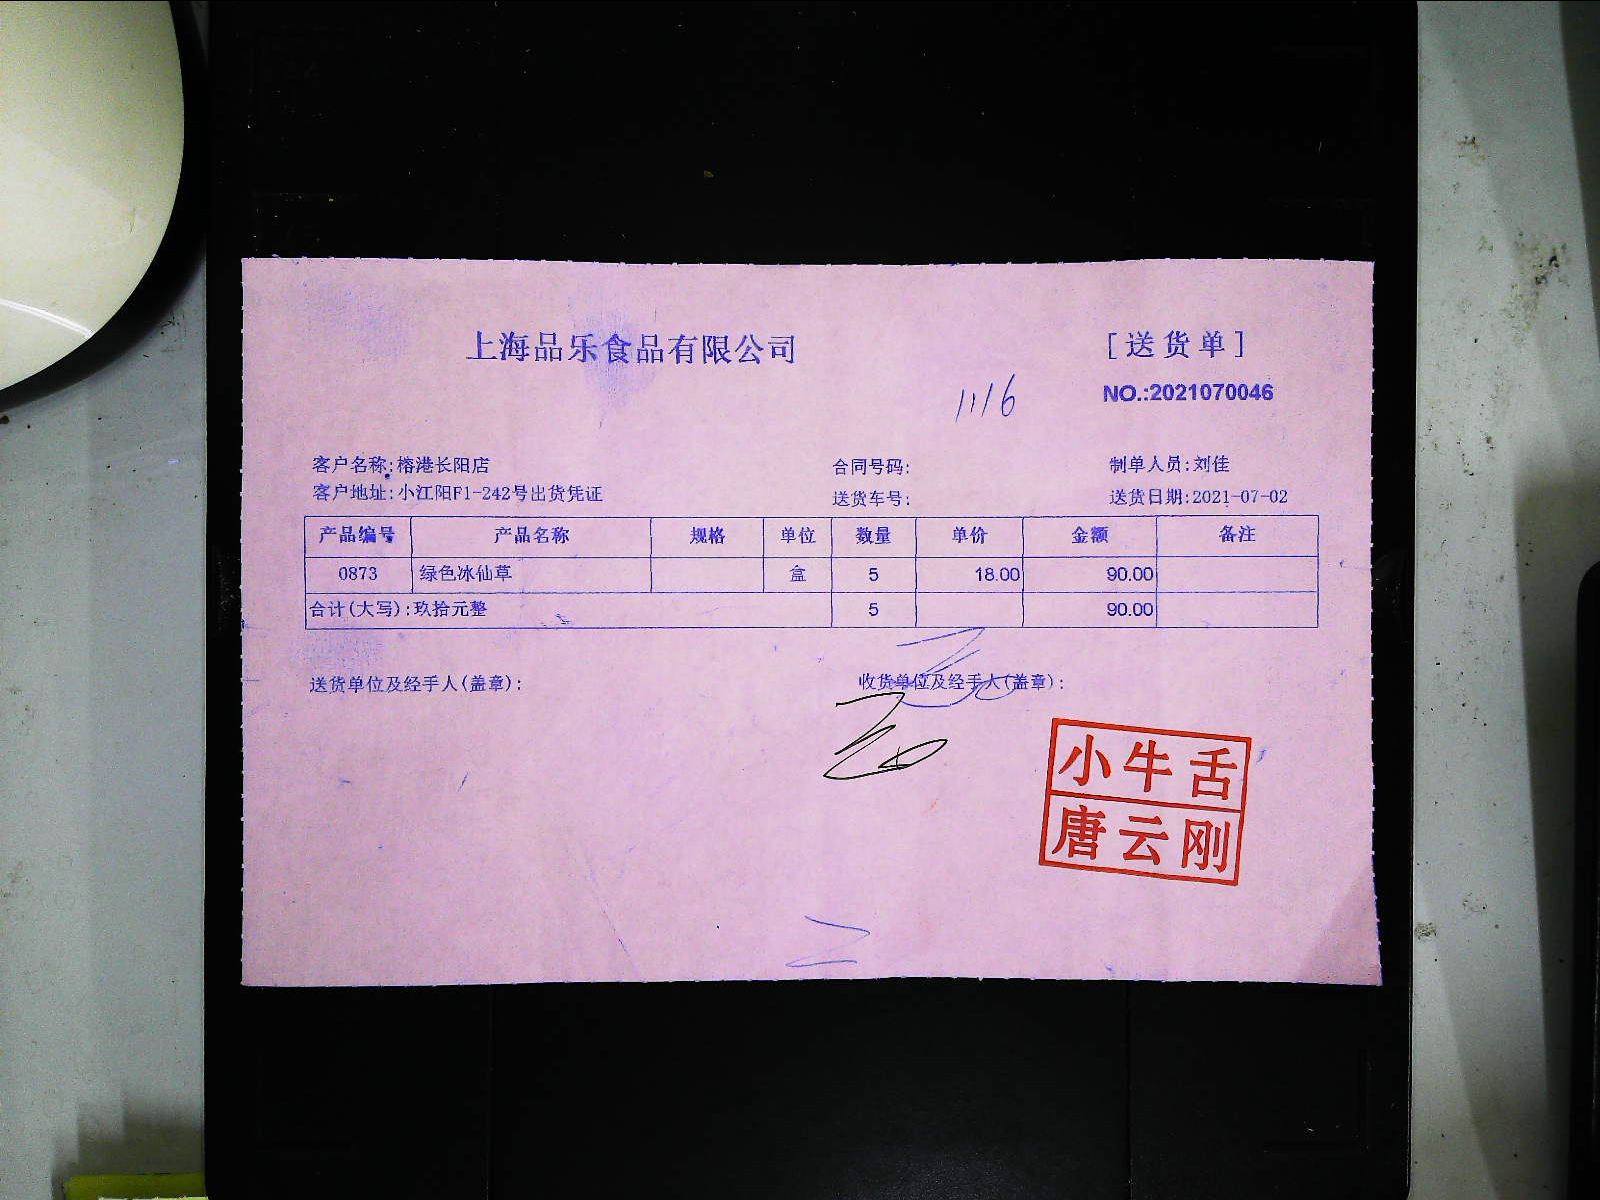 上海品乐食品有限公司
[送货单]
NO.:2021070046
1116
客户名称:榕港长阳店 合同号码: 制单人员:刘佳
客户地址:小江阳F1-242号出货凭证 送货车号: 送货日期:2021-07-02
产品编号 产品名称 规格 单位 数量 单价 金额 备注
0873 绿色冰仙草 盒 5 18.00 90.00
合计(大写):玖拾元整 5 90.00
送货单位及经手人(盖章): 收货单位及经手人(盖章):
小牛舌
唐云刚